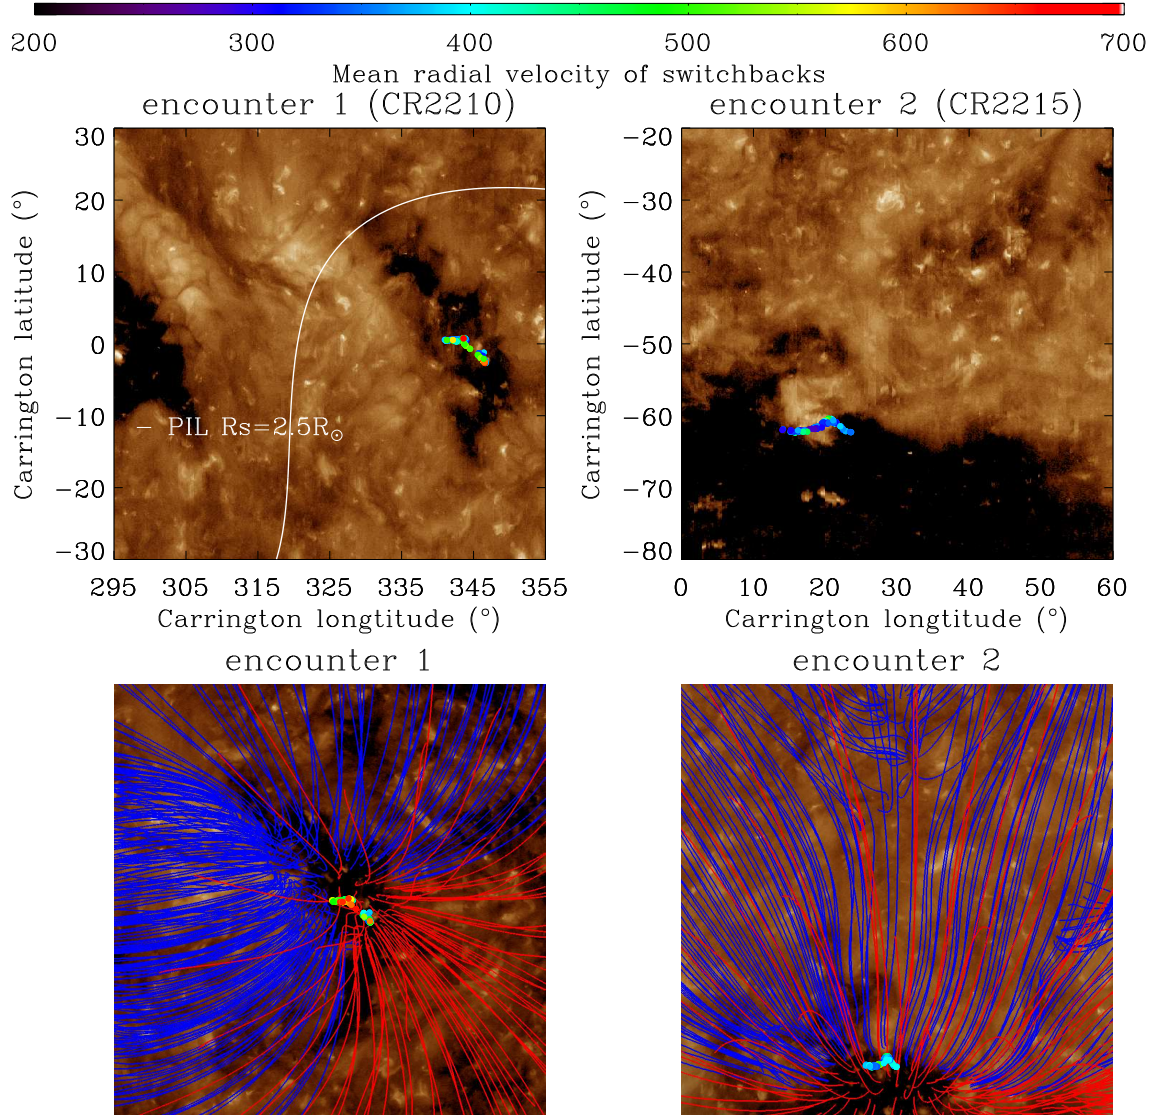 200 300 400 500 600 700
Mean radial velocity of switchbacks
encounter 1 (CR2210)
30
20
10
0
−10
−20
−30
Carrington latitude (°)
− PIL Rs=2.5R☉
295 305 315 325 335 345 355
Carrington longtitude (°)
encounter 2 (CR2215)
−20
−30
−40
−50
−60
−70
−80
Carrington latitude (°)
0 10 20 30 40 50 60
Carrington longtitude (°)
encounter 1
encounter 2